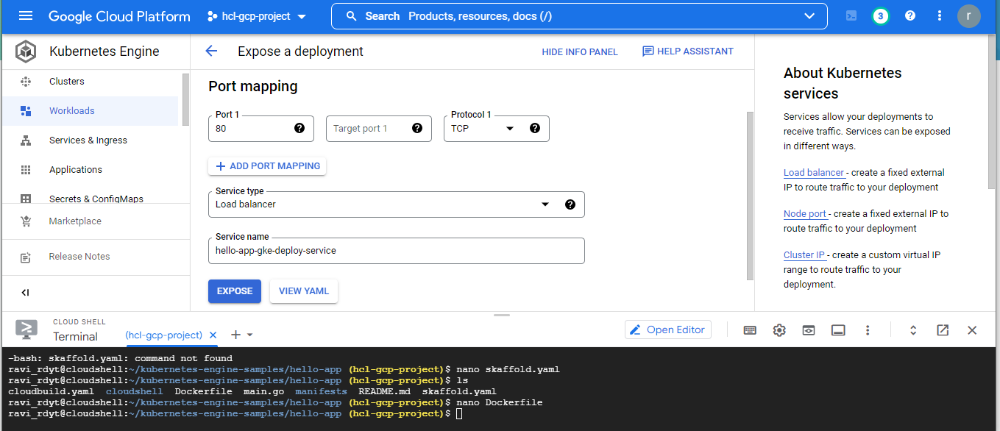 Google Cloud Platform
hcl-gcp-project
Search Products, resources, docs (/)
3
r
Kubernetes Engine
Expose a deployment
HIDE INFO PANEL
HELP ASSISTANT
Clusters
Workloads
Services & Ingress
Applications
Secrets & ConfigMaps
Marketplace
Release Notes
Port mapping
Port 1
80
Target port 1
Protocol 1
TCP
ADD PORT MAPPING
Service type
Load balancer
Service name
hello-app-gke-deploy-service
EXPOSE
VIEW YAML
About Kubernetes
services
Services allow your deployments to
receive traffic. Services can be exposed
in different ways.
Load balancer - create a fixed external
IP to route traffic to your deployment
Node port - create a fixed external IP to
route traffic to your deployment
Cluster IP - create a custom virtual IP
range to route traffic to your
deployment.
CLOUD SHELL
Terminal
(hcl-gcp-project)
Open Editor
-bash: skaffold.yaml: command not found
ravi_rdyt@cloudshell:~/kubernetes-engine-samples/hello-app (hcl-gcp-project)$ nano skaffold.yaml
ravi_rdyt@cloudshell:~/kubernetes-engine-samples/hello-app (hcl-gcp-project)$ ls
cloudbuild.yaml cloudshell Dockerfile main.go manifests README.md skaffold.yaml
ravi_rdyt@cloudshell:~/kubernetes-engine-samples/hello-app (hcl-gcp-project)$ nano Dockerfile
ravi_rdyt@cloudshell:~/kubernetes-engine-samples/hello-app (hcl-gcp-project)$